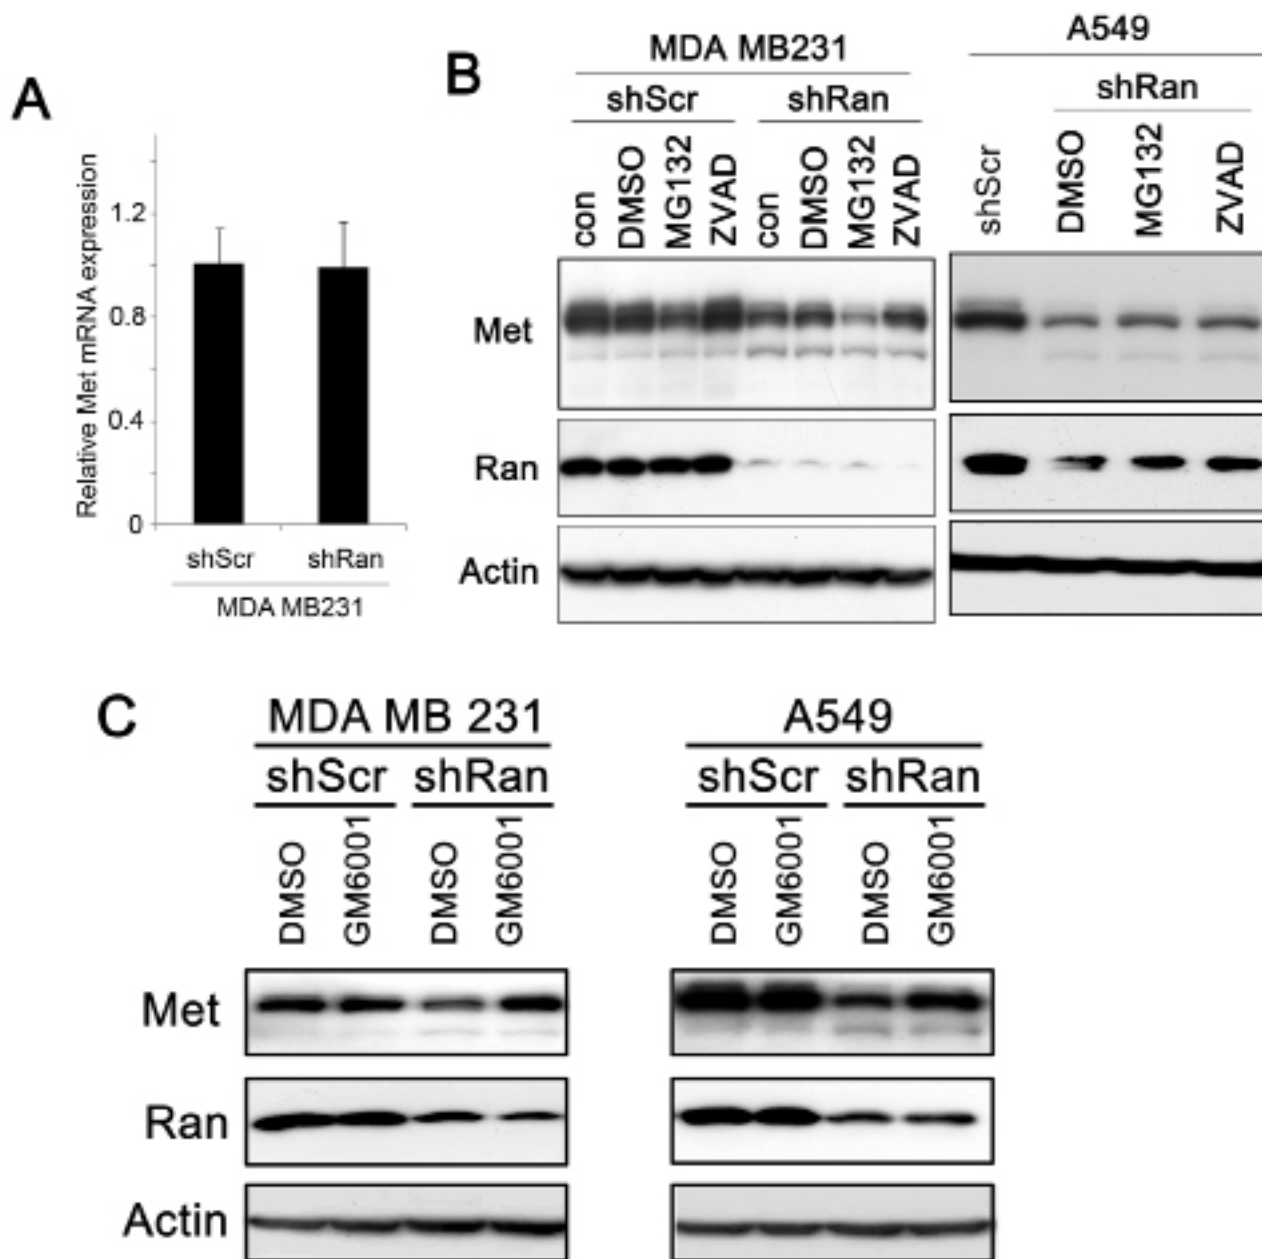 A
Relative Met mRNA expression
1.2
0.8
0.4
0
shScr shRan
MDA MB231
B
MDA MB231
shScr shRan
con DMSO MG132 ZVAD con DMSO MG132 ZVAD
Met
Ran
Actin
A549
shRan
shScr DMSO MG132 ZVAD
C
MDA MB 231
shScr shRan
DMSO GM6001 DMSO GM6001
A549
shScr shRan
DMSO GM6001 DMSO GM6001
Met
Ran
Actin